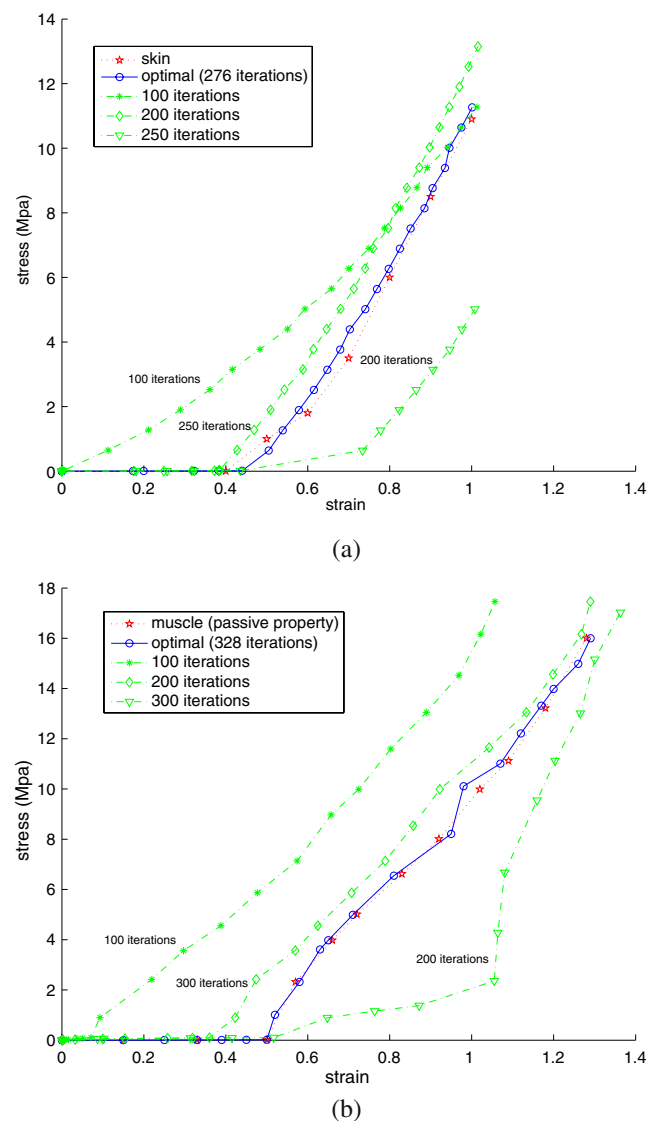 14
12
10
8
6
4
2
0
stress (Mpa)
skin
optimal (276 iterations)
100 iterations
200 iterations
250 iterations
100 iterations
200 iterations
250 iterations
0 0.2 0.4 0.6 0.8 1 1.2 1.4
strain
(a)
18
16
14
12
10
8
6
4
2
0
stress (Mpa)
muscle (passive property)
optimal (328 iterations)
100 iterations
200 iterations
300 iterations
100 iterations
300 iterations
200 iterations
0 0.2 0.4 0.6 0.8 1 1.2 1.4
strain
(b)